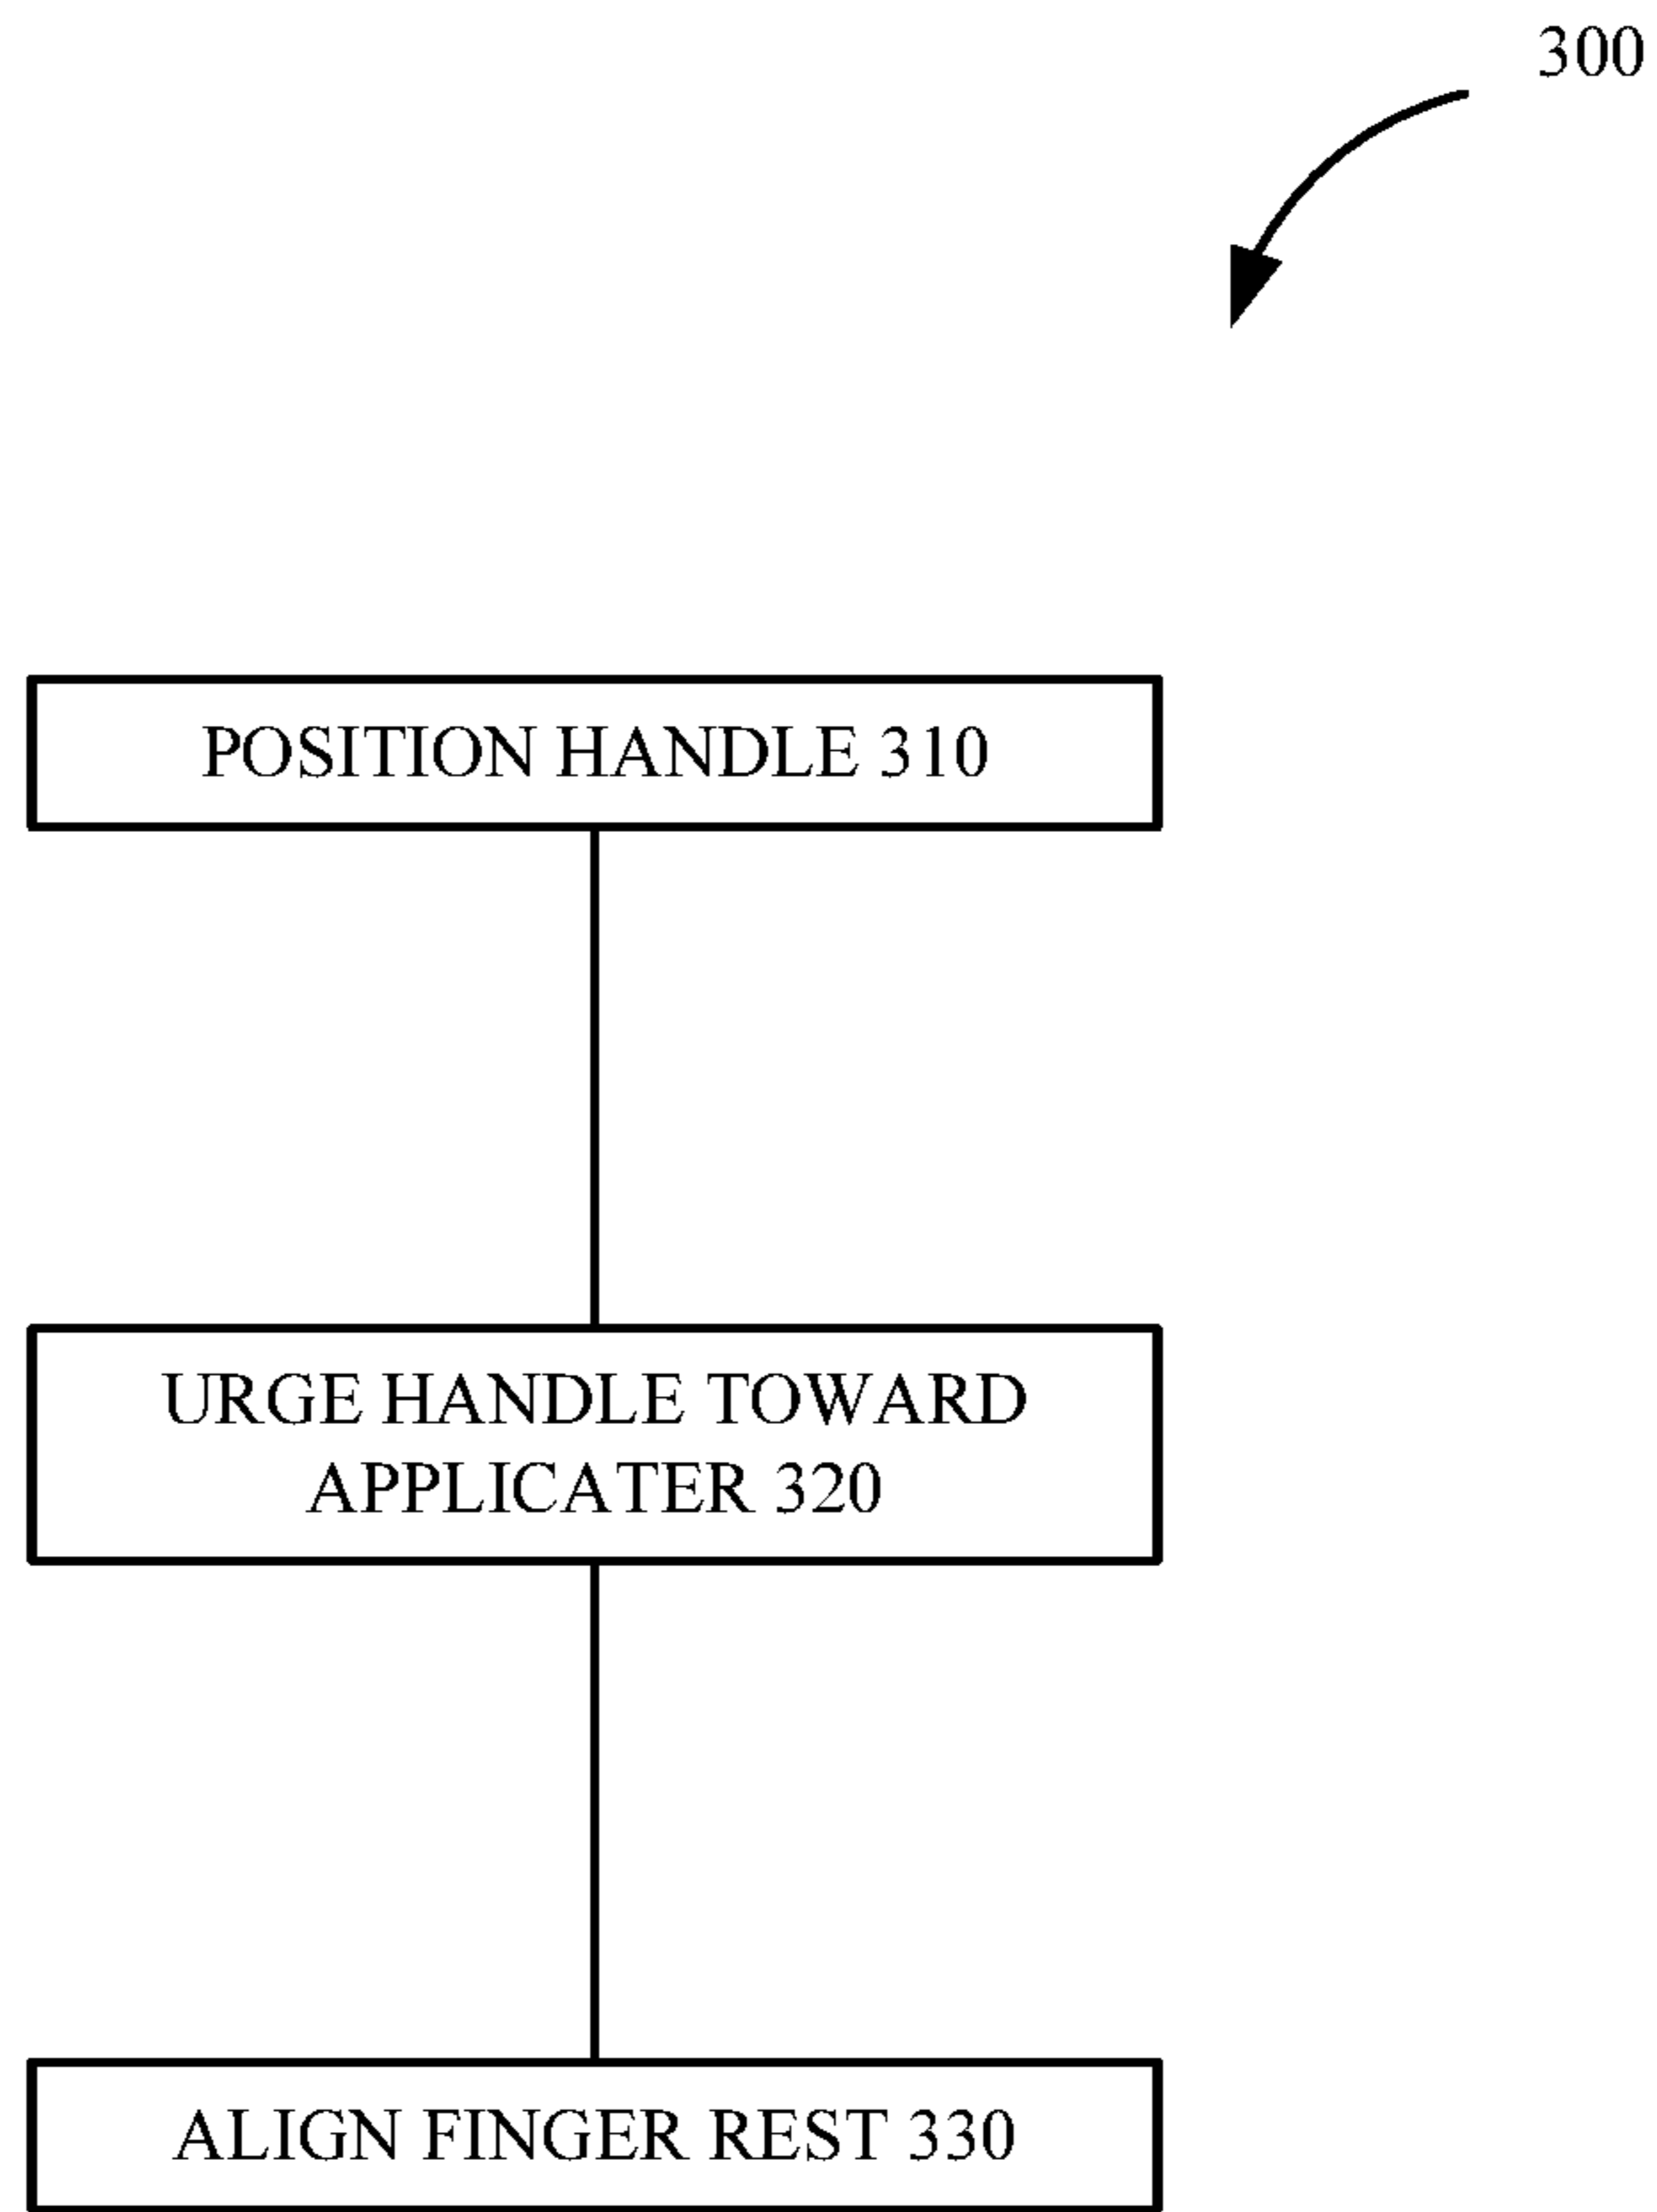 300
POSITION HANDLE 310
URGE HANDLE TOWARD
APPLICATER 320
ALIGN FINGER REST 330